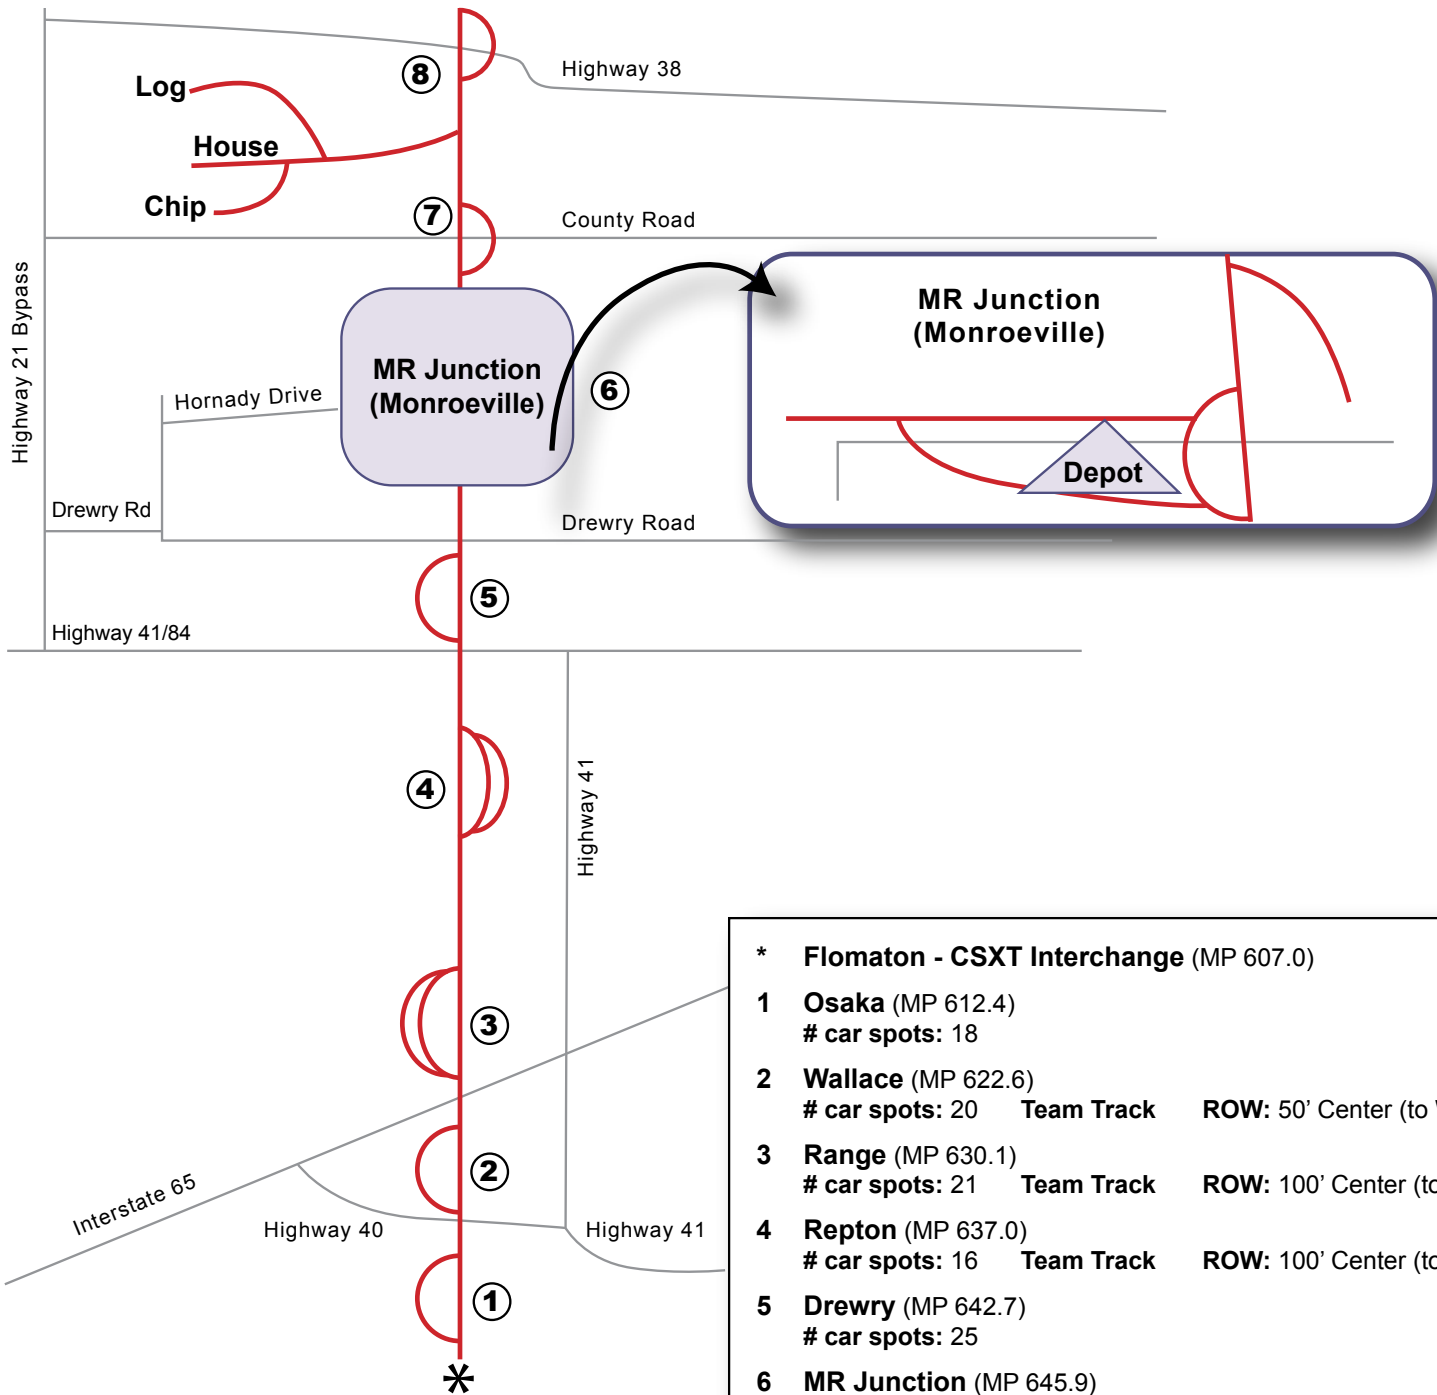 Highway 38
8
Log
House
Chip
7
County Road
Highway 21 Bypass
MR Junction
(Monroeville)
6
Hornady Drive
MR Junction
(Monroeville)
Depot
Drewry Rd
Drewry Road
5
Highway 41/84
4
Highway 41
3
Interstate 65
2
Highway 40
Highway 41
1
*
* Flomaton - CSXT Interchange (MP 607.0)
1 Osaka (MP 612.4)
# car spots: 18
2 Wallace (MP 622.6)
# car spots: 20 Team Track ROW: 50’ Center (to
3 Range (MP 630.1)
# car spots: 21 Team Track ROW: 100’ Center (to
4 Repton (MP 637.0)
# car spots: 16 Team Track ROW: 100’ Center (to
5 Drewry (MP 642.7)
# car spots: 25
6 MR Junction (MP 645.9)